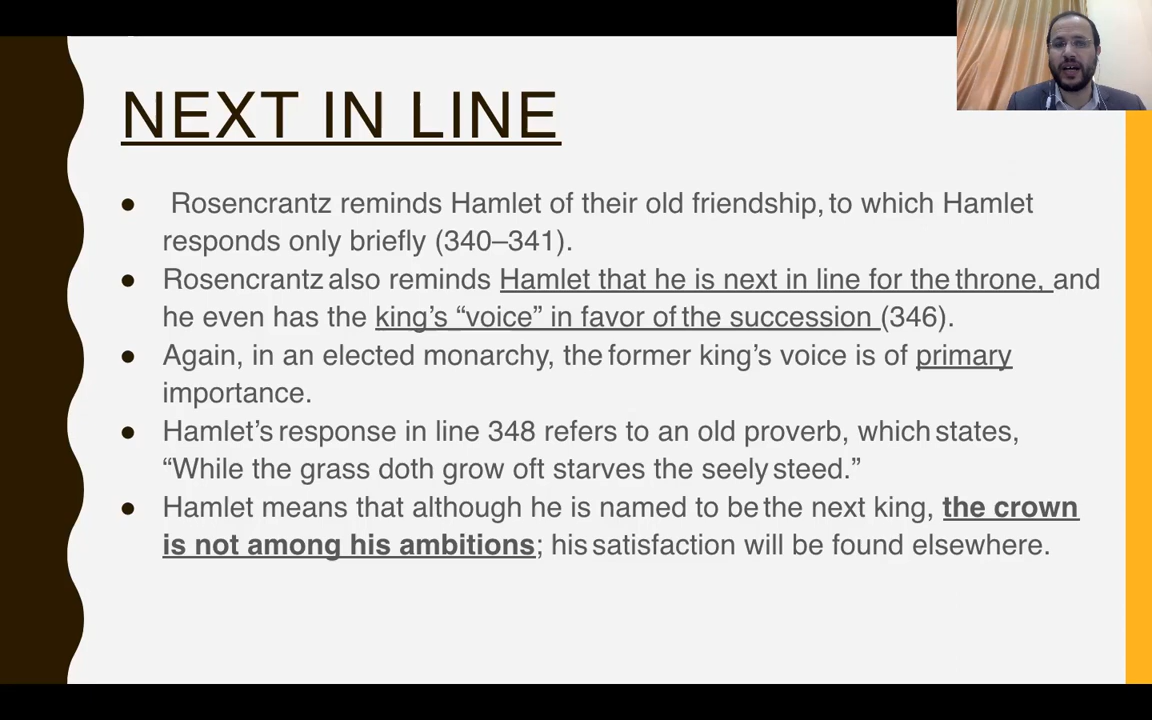 NEXT IN LINE
● Rosencrantz reminds Hamlet of their old friendship, to which Hamlet
responds only briefly (340–341).
● Rosencrantz also reminds Hamlet that he is next in line for the throne, and
he even has the king’s “voice” in favor of the succession (346).
● Again, in an elected monarchy, the former king’s voice is of primary
importance.
● Hamlet’s response in line 348 refers to an old proverb, which states,
“While the grass doth grow oft starves the seely steed.”
● Hamlet means that although he is named to be the next king, the crown
is not among his ambitions; his satisfaction will be found elsewhere.